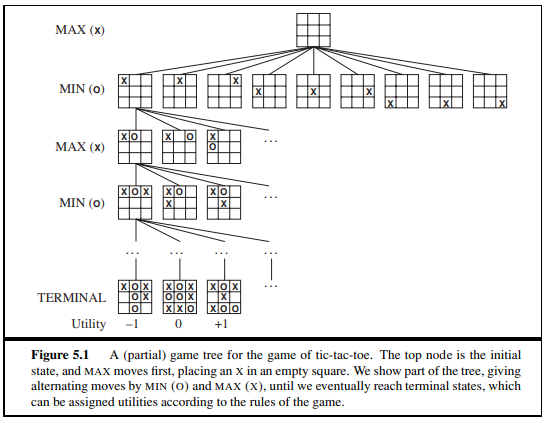 MAX (X)
X X X
MIN (O) X X X
X X X
X O X O X
MAX (X) O ...
X O X X O X O
MIN (O) X X ...
... ... ... ...
X O X X O X X O X ...
TERMINAL O X O O X X
O X X O X O O
Utility –1 0 +1
Figure 5.1 A (partial) game tree for the game of tic-tac-toe. The top node is the initial
state, and MAX moves first, placing an X in an empty square. We show part of the tree, giving
alternating moves by MIN (O) and MAX (X), until we eventually reach terminal states, which
can be assigned utilities according to the rules of the game.